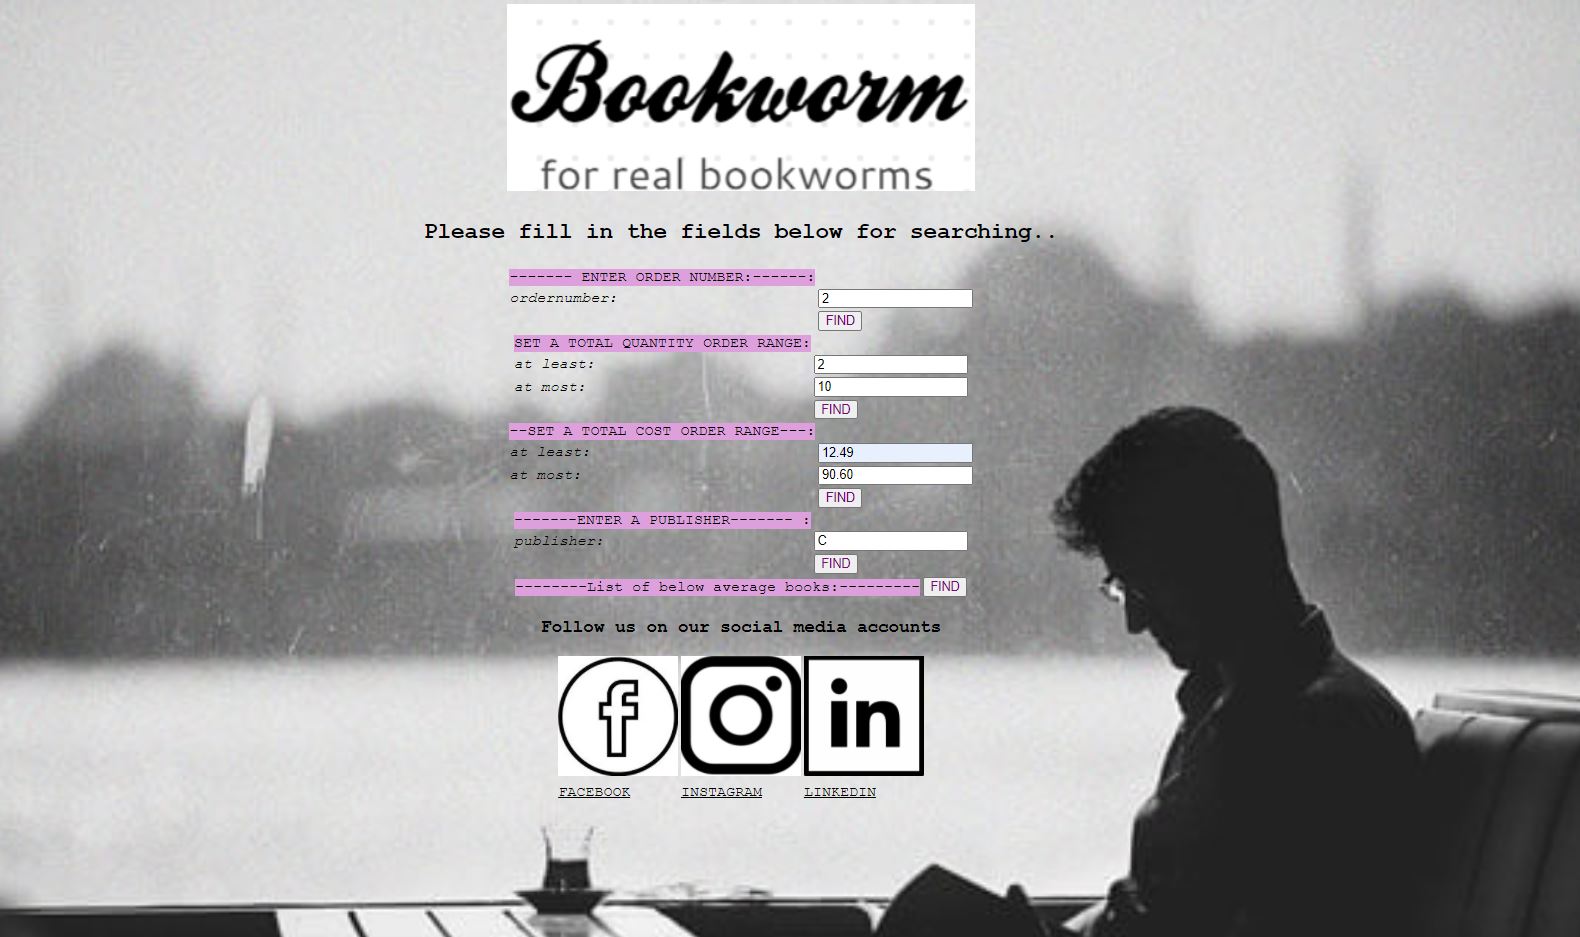 Bookworm
for real bookworms
Please fill in the fields below for searching..
------- ENTER ORDER NUMBER:------:
ordernumber: 2
FIND
SET A TOTAL QUANTITY ORDER RANGE:
at least: 2
at most: 10
FIND
--SET A TOTAL COST ORDER RANGE---:
at least: 12.49
at most: 90.60
FIND
-------ENTER A PUBLISHER------- :
publisher: C
FIND
--------List of below average books:--------- FIND
Follow us on our social media accounts
f in
FACEBOOK INSTAGRAM LINKEDIN